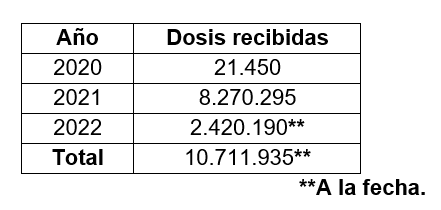 Año Dosis recibidas
2020 21.450
2021 8.270.295
2022 2.420.190**
Total 10.711.935**
**A la fecha.